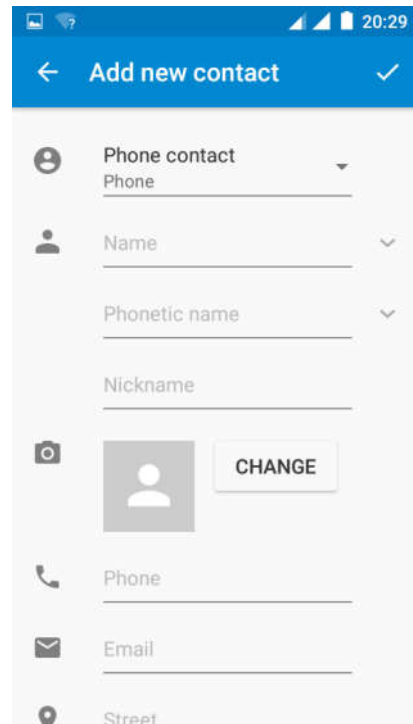 20:29
Add new contact
Phone contact
Phone
Name
Phonetic name
Nickname
CHANGE
Phone
Email
Street